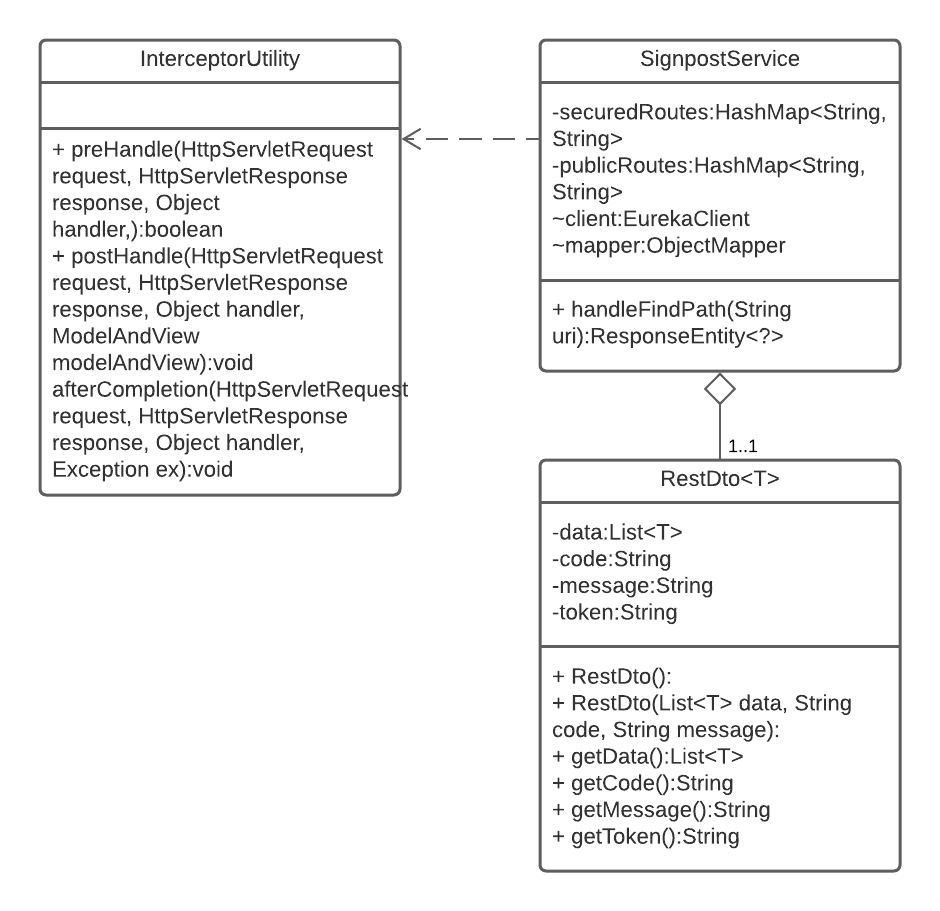 InterceptorUtility
+ preHandle(HttpServletRequest
request, HttpServletResponse
response, Object
handler,):boolean
+ postHandle(HttpServletRequest
request, HttpServletResponse
response, Object handler,
ModelAndView
modelAndView):void
afterCompletion(HttpServletRequest
request, HttpServletResponse
response, Object handler,
Exception ex):void
SignpostService
-securedRoutes:HashMap<String,
String>
-publicRoutes:HashMap<String,
String>
~client:EurekaClient
~mapper:ObjectMapper
+ handleFindPath(String
uri):ResponseEntity<?>
1..1
RestDto<T>
-data:List<T>
-code:String
-message:String
-token:String
+ RestDto():
+ RestDto(List<T> data, String
code, String message):
+ getData():List<T>
+ getCode():String
+ getMessage():String
+ getToken():String